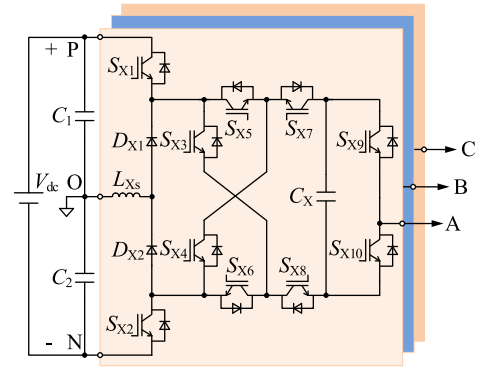 + P
S_X1
C_1
S_X5
S_X7
D_X1
S_X3
S_X9
C
V_dc
O
L_Xs
C_X
B
A
D_X2
S_X4
S_X6
S_X8
S_X10
C_2
S_X2
- N